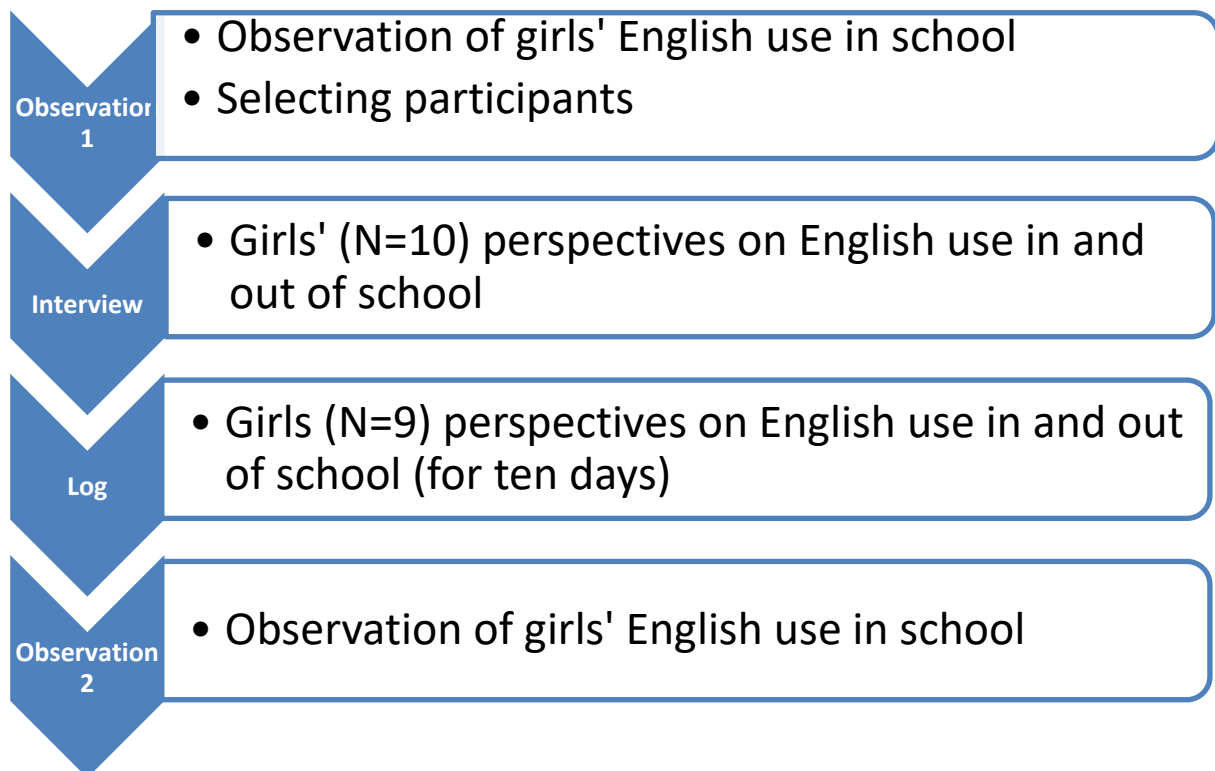 Observation
1
• Observation of girls' English use in school
• Selecting participants
Interview
• Girls' (N=10) perspectives on English use in and
out of school
Log
• Girls (N=9) perspectives on English use in and out
of school (for ten days)
Observation
2
• Observation of girls' English use in school